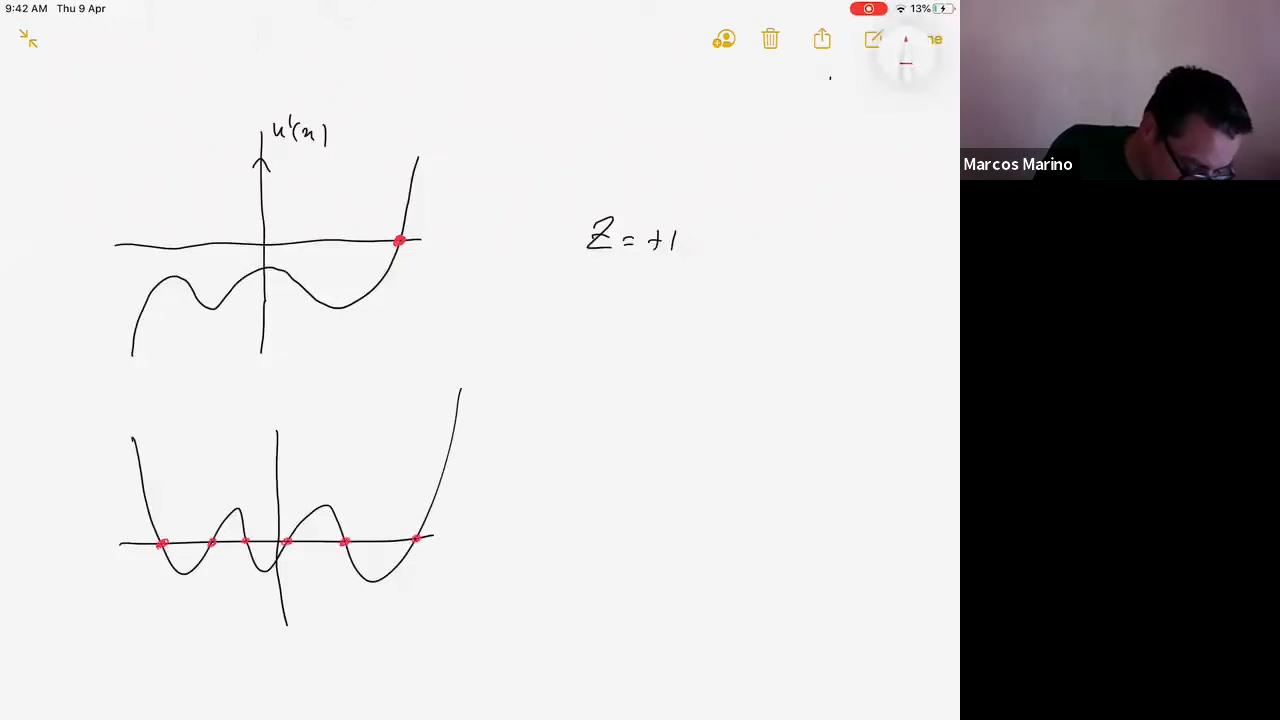 9:42 AM Thu 9 Apr
13%
u'(x)
Z = +1
Marcos Marino